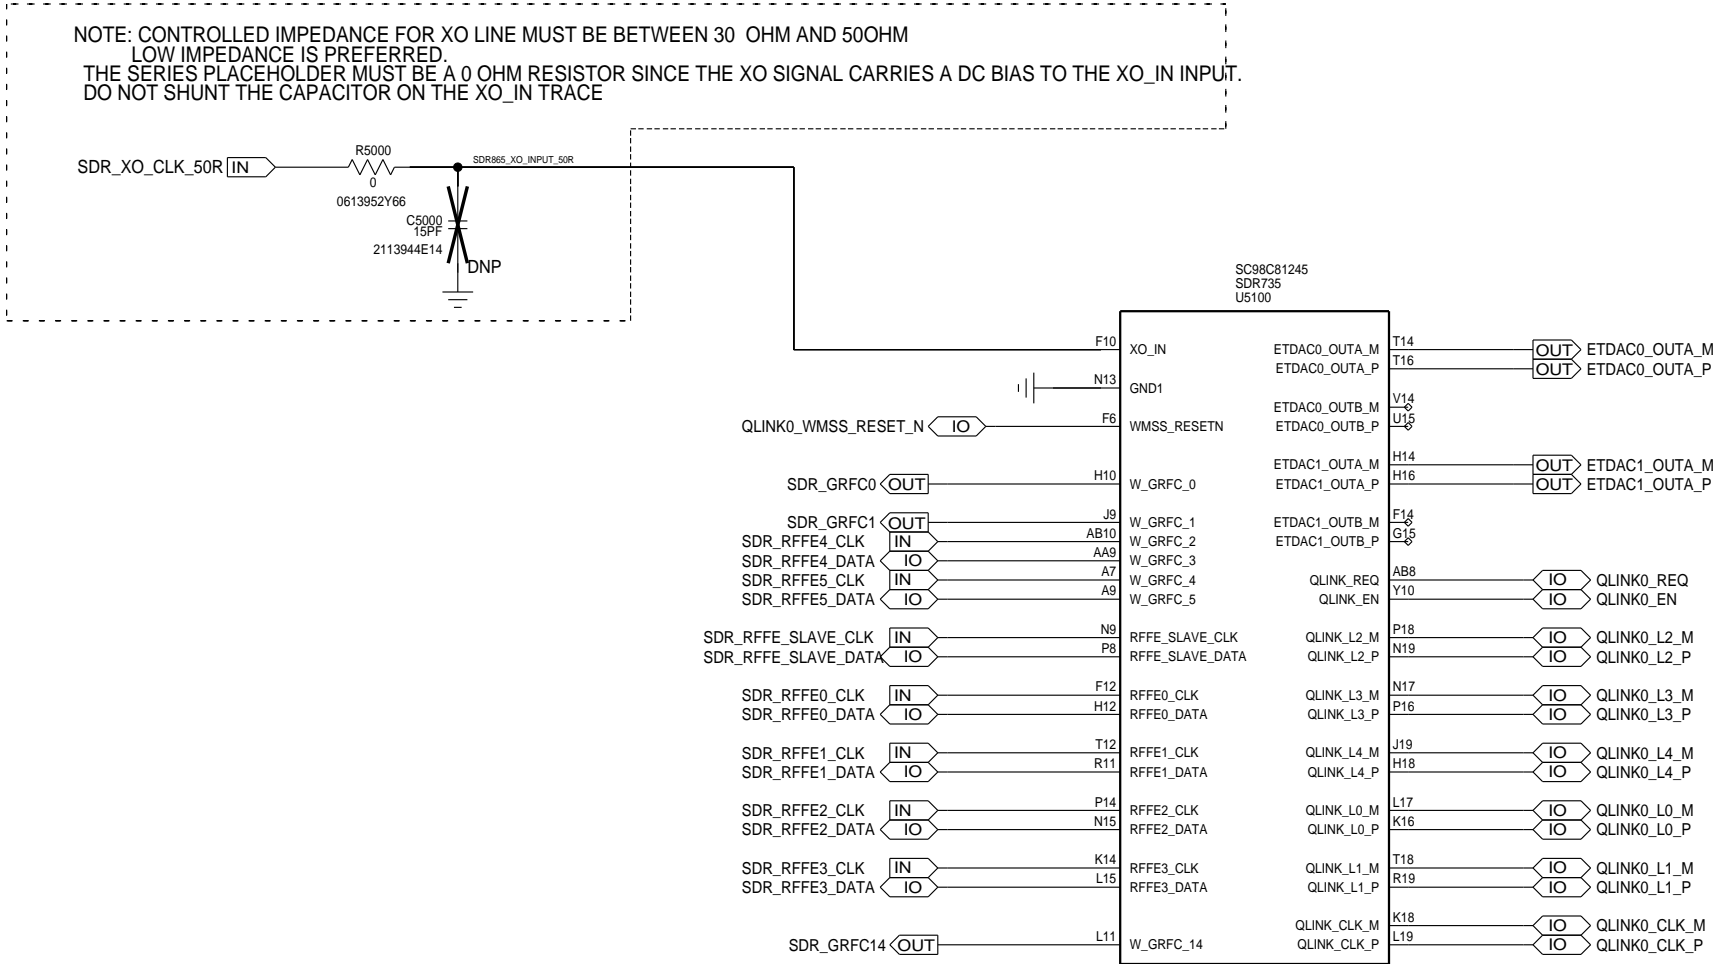 NOTE: CONTROLLED IMPEDANCE FOR XO LINE MUST BE BETWEEN 30 OHM AND 50OHM
LOW IMPEDANCE IS PREFERRED.
THE SERIES PLACEHOLDER MUST BE A 0 OHM RESISTOR SINCE THE XO SIGNAL CARRIES A DC BIAS TO THE XO_IN INPUT.
DO NOT SHUNT THE CAPACITOR ON THE XO_IN TRACE
R5000
SDR_XO_CLK_50R IN SDR865_XO_INPUT_50R
0
0613952Y66
C5000
15PF
2113944E14
DNP
SC98C81245
SDR735
U5100
F10 XO_IN ETDAC0_OUTA_M T14 OUT ETDAC0_OUTA_M
ETDAC0_OUTA_P T16 OUT ETDAC0_OUTA_P
N13 GND1
ETDAC0_OUTB_M V14
QLINK0_WMSS_RESET_N IO F6 WMSS_RESETN ETDAC0_OUTB_P U15
ETDAC1_OUTA_M H14 OUT ETDAC1_OUTA_M
SDR_GRFC0 OUT H10 W_GRFC_0 ETDAC1_OUTA_P H16 OUT ETDAC1_OUTA_P
SDR_GRFC1 OUT J9 W_GRFC_1 ETDAC1_OUTB_M F14
SDR_RFFE4_CLK IN AB10 W_GRFC_2 ETDAC1_OUTB_P G15
SDR_RFFE4_DATA IO AA9 W_GRFC_3
SDR_RFFE5_CLK IN A7 W_GRFC_4 QLINK_REQ AB8 IO QLINK0_REQ
SDR_RFFE5_DATA IO A9 W_GRFC_5 QLINK_EN Y10 IO QLINK0_EN
SDR_RFFE_SLAVE_CLK IN N9 RFFE_SLAVE_CLK QLINK_L2_M P18 IO QLINK0_L2_M
SDR_RFFE_SLAVE_DATA IO P8 RFFE_SLAVE_DATA QLINK_L2_P N19 IO QLINK0_L2_P
SDR_RFFE0_CLK IN F12 RFFE0_CLK QLINK_L3_M N17 IO QLINK0_L3_M
SDR_RFFE0_DATA IO H12 RFFE0_DATA QLINK_L3_P P16 IO QLINK0_L3_P
SDR_RFFE1_CLK IN T12 RFFE1_CLK QLINK_L4_M J19 IO QLINK0_L4_M
SDR_RFFE1_DATA IO R11 RFFE1_DATA QLINK_L4_P H18 IO QLINK0_L4_P
SDR_RFFE2_CLK IN P14 RFFE2_CLK QLINK_L0_M L17 IO QLINK0_L0_M
SDR_RFFE2_DATA IO N15 RFFE2_DATA QLINK_L0_P K16 IO QLINK0_L0_P
SDR_RFFE3_CLK IN K14 RFFE3_CLK QLINK_L1_M T18 IO QLINK0_L1_M
SDR_RFFE3_DATA IO L15 RFFE3_DATA QLINK_L1_P R19 IO QLINK0_L1_P
QLINK_CLK_M K18 IO QLINK0_CLK_M
SDR_GRFC14 OUT L11 W_GRFC_14 QLINK_CLK_P L19 IO QLINK0_CLK_P